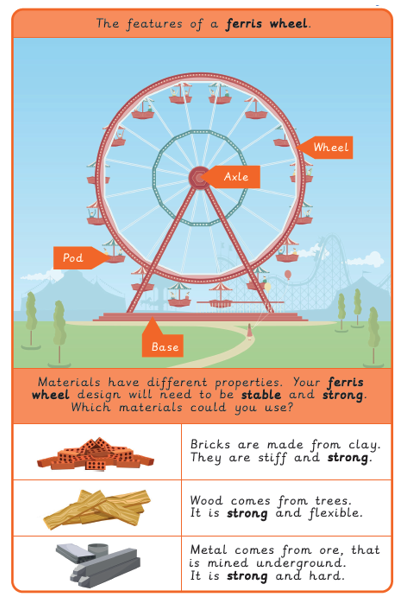 The features of a ferris wheel.
Wheel
Axle
Pod
Base
Materials have different properties. Your ferris
wheel design will need to be stable and strong.
Which materials could you use?
Bricks are made from clay.
They are stiff and strong.
Wood comes from trees.
It is strong and flexible.
Metal comes from ore, that
is mined underground.
It is strong and hard.